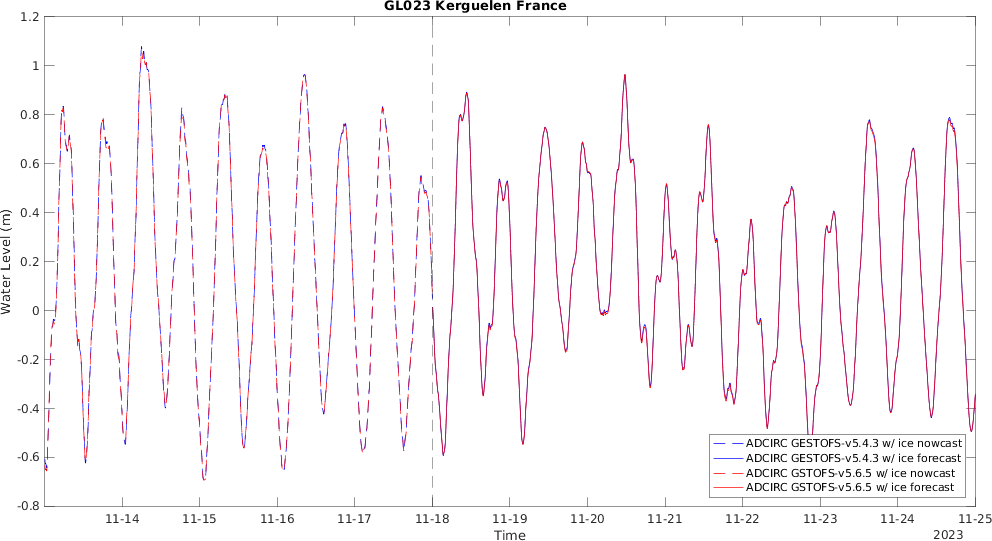 GL023 Kerguelen France
1.2
1
0.8
0.6
0.4
0.2
0
-0.2
-0.4
-0.6
-0.8
Water Level (m)
ADCIRC GESTOFS-v5.4.3 w/ ice nowcast
ADCIRC GESTOFS-v5.4.3 w/ ice forecast
ADCIRC GSTOFS-v5.6.5 w/ ice nowcast
ADCIRC GSTOFS-v5.6.5 w/ ice forecast
11-14 11-15 11-16 11-17 11-18 11-19 11-20 11-21 11-22 11-23 11-24 11-25
Time
2023